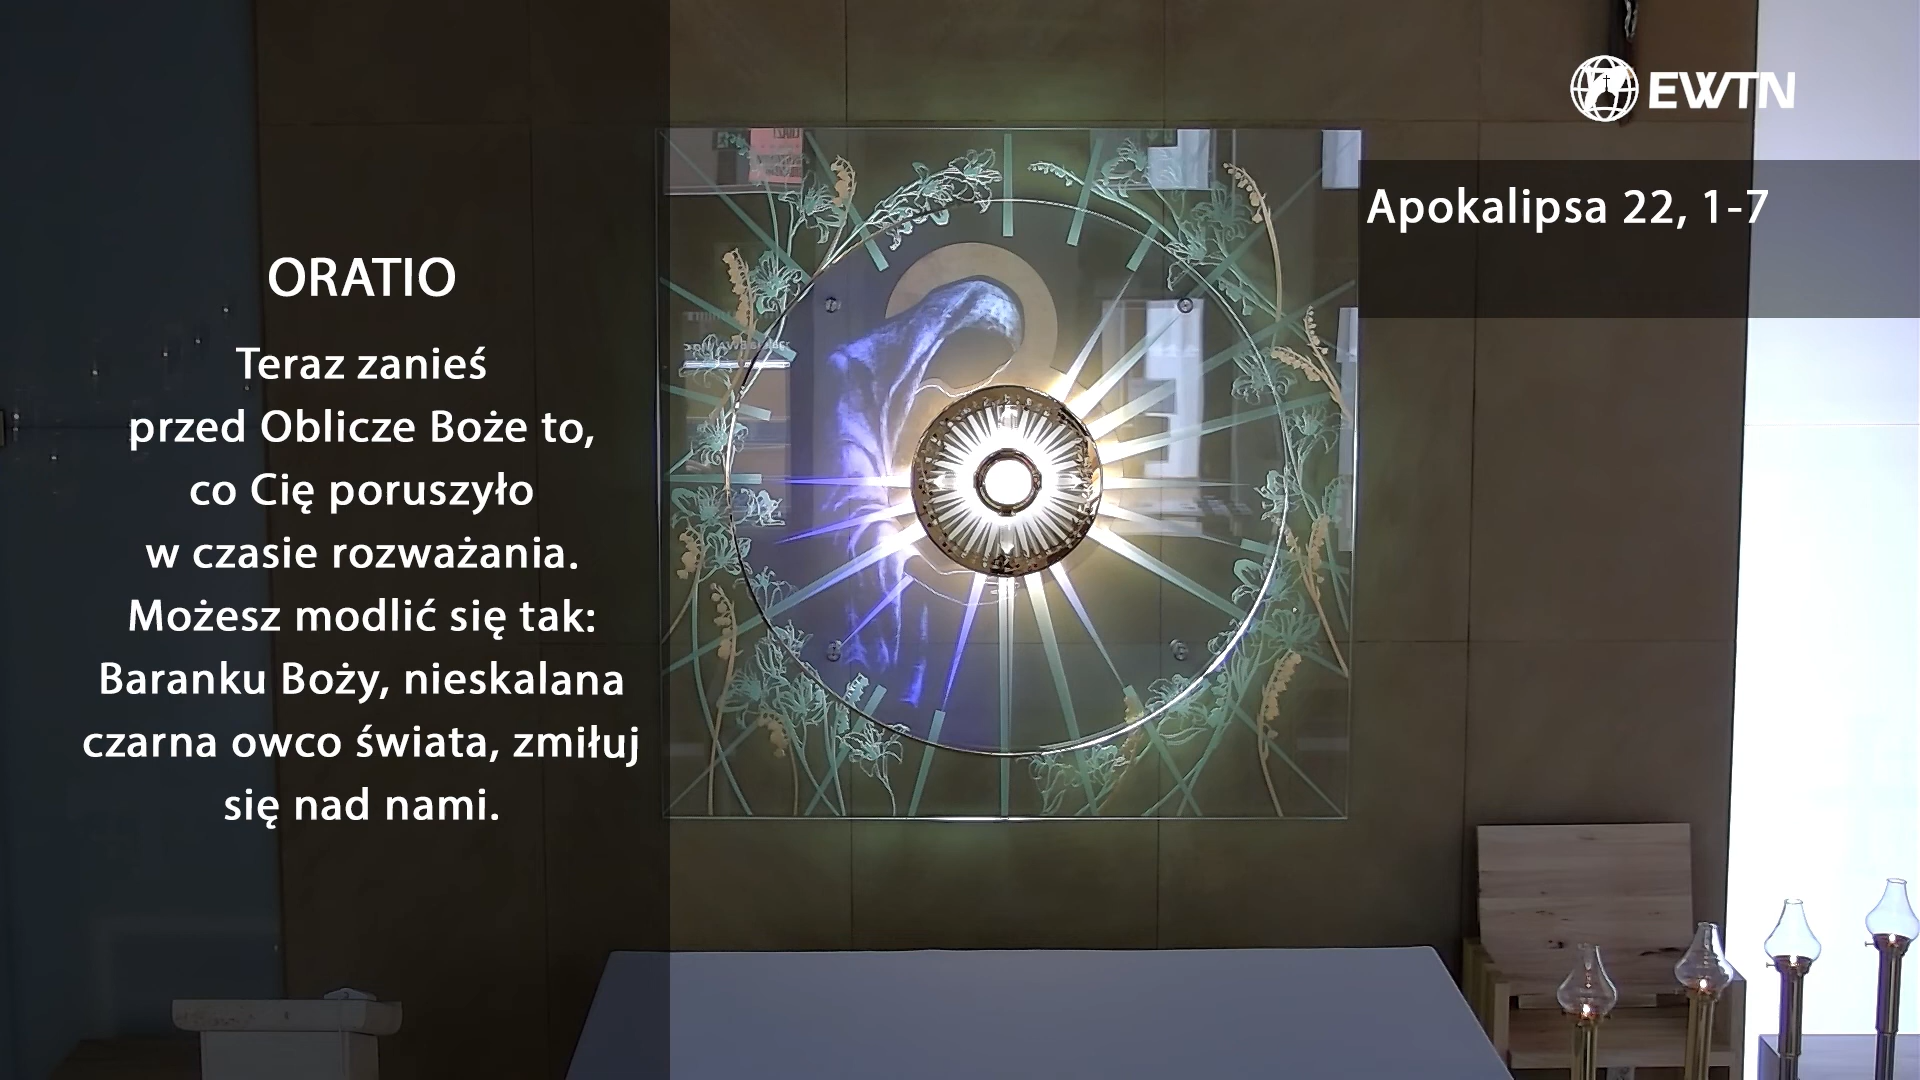 EWTN
Apokalipsa 22, 1-7
ORATIO
Teraz zanieś
przed Oblicze Boże to,
co Cię poruszyło
w czasie rozważania.
Możesz modlić się tak:
Baranku Boży, nieskalana
czarna owco świata, zmiłuj
się nad nami.